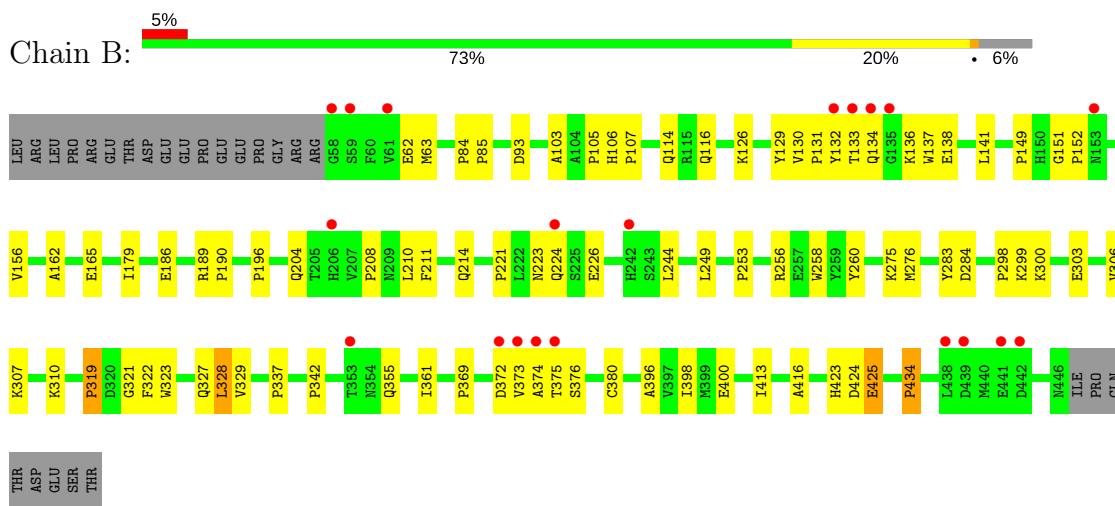 5%
Chain B:
73% 20% • 6%
LEU ARG LEU PRO ARG GLU THR ASP GLU GLU PRO GLU GLU PRO GLY ARG ARG G58 S59 F60 V61 E62 M63 P84 P85 D93 A103 A104 P105 H106 P107 Q114 R115 Q116 K126 Y129 V130 P131 Y132 T133 Q134 G135 K136 W137 E138 L141 P149 H150 G151 P152 N153
V156 A162 E165 I179 E186 R189 P190 P196 Q204 T205 H206 V207 P208 N209 L210 F211 Q214 P221 L222 N223 Q224 S225 E226 H242 S243 L244 L249 P253 R256 E257 W258 Y259 Y260 K275 M276 Y283 D284 P298 K299 K300 E303 V306
K307 K310 P319 D320 G321 F322 W323 Q327 L328 V329 P337 P342 T353 N354 Q355 I361 P369 D372 V373 A374 T375 S376 C380 A396 V397 I398 M399 E400 I413 A416 H423 D424 E425 P434 L438 D439 M440 E441 D442 N446 ILE PRO GLN
THR ASP GLU SER THR